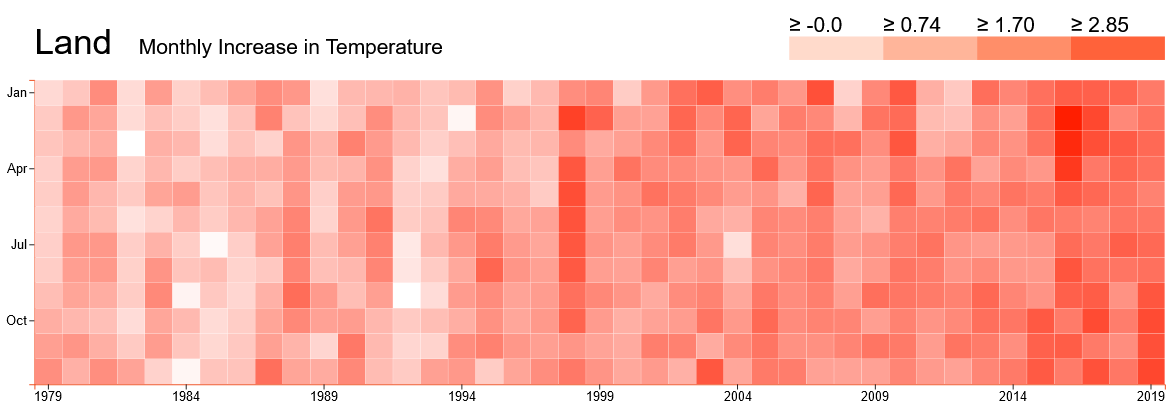 Land Monthly Increase in Temperature
≥ -0.0 ≥ 0.74 ≥ 1.70 ≥ 2.85
Jan
Apr
Jul
Oct
1979 1984 1989 1994 1999 2004 2009 2014 2019